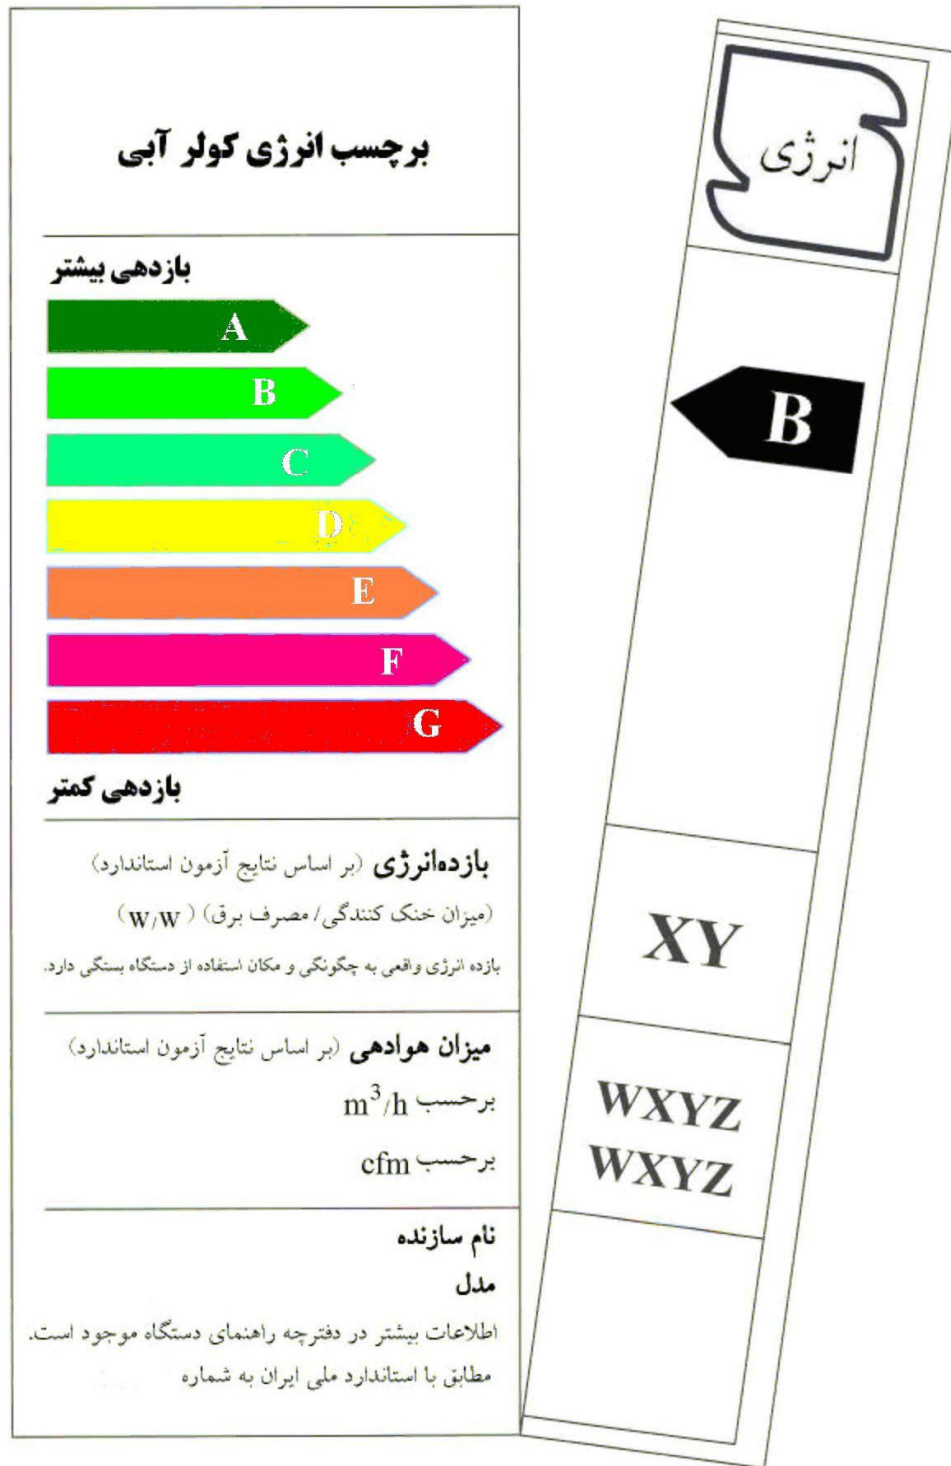 برچسب انرژی کولر آبی
بازدهی بیشتر
A
B
C
D
E
F
G
بازدهی کمتر
بازده‌انرژی (بر اساس نتایج آزمون استاندارد)
(میزان خنک کنندگی/ مصرف برق) (W/W)
بازده انرژی واقعی به چگونگی و مکان استفاده از دستگاه بستگی دارد.
میزان هوادهی (بر اساس نتایج آزمون استاندارد)
برحسب m³/h
برحسب cfm
نام سازنده
مدل
اطلاعات بیشتر در دفترچه راهنمای دستگاه موجود است.
مطابق با استاندارد ملی ایران به شماره
انرژی
B
XY
WXYZ
WXYZ